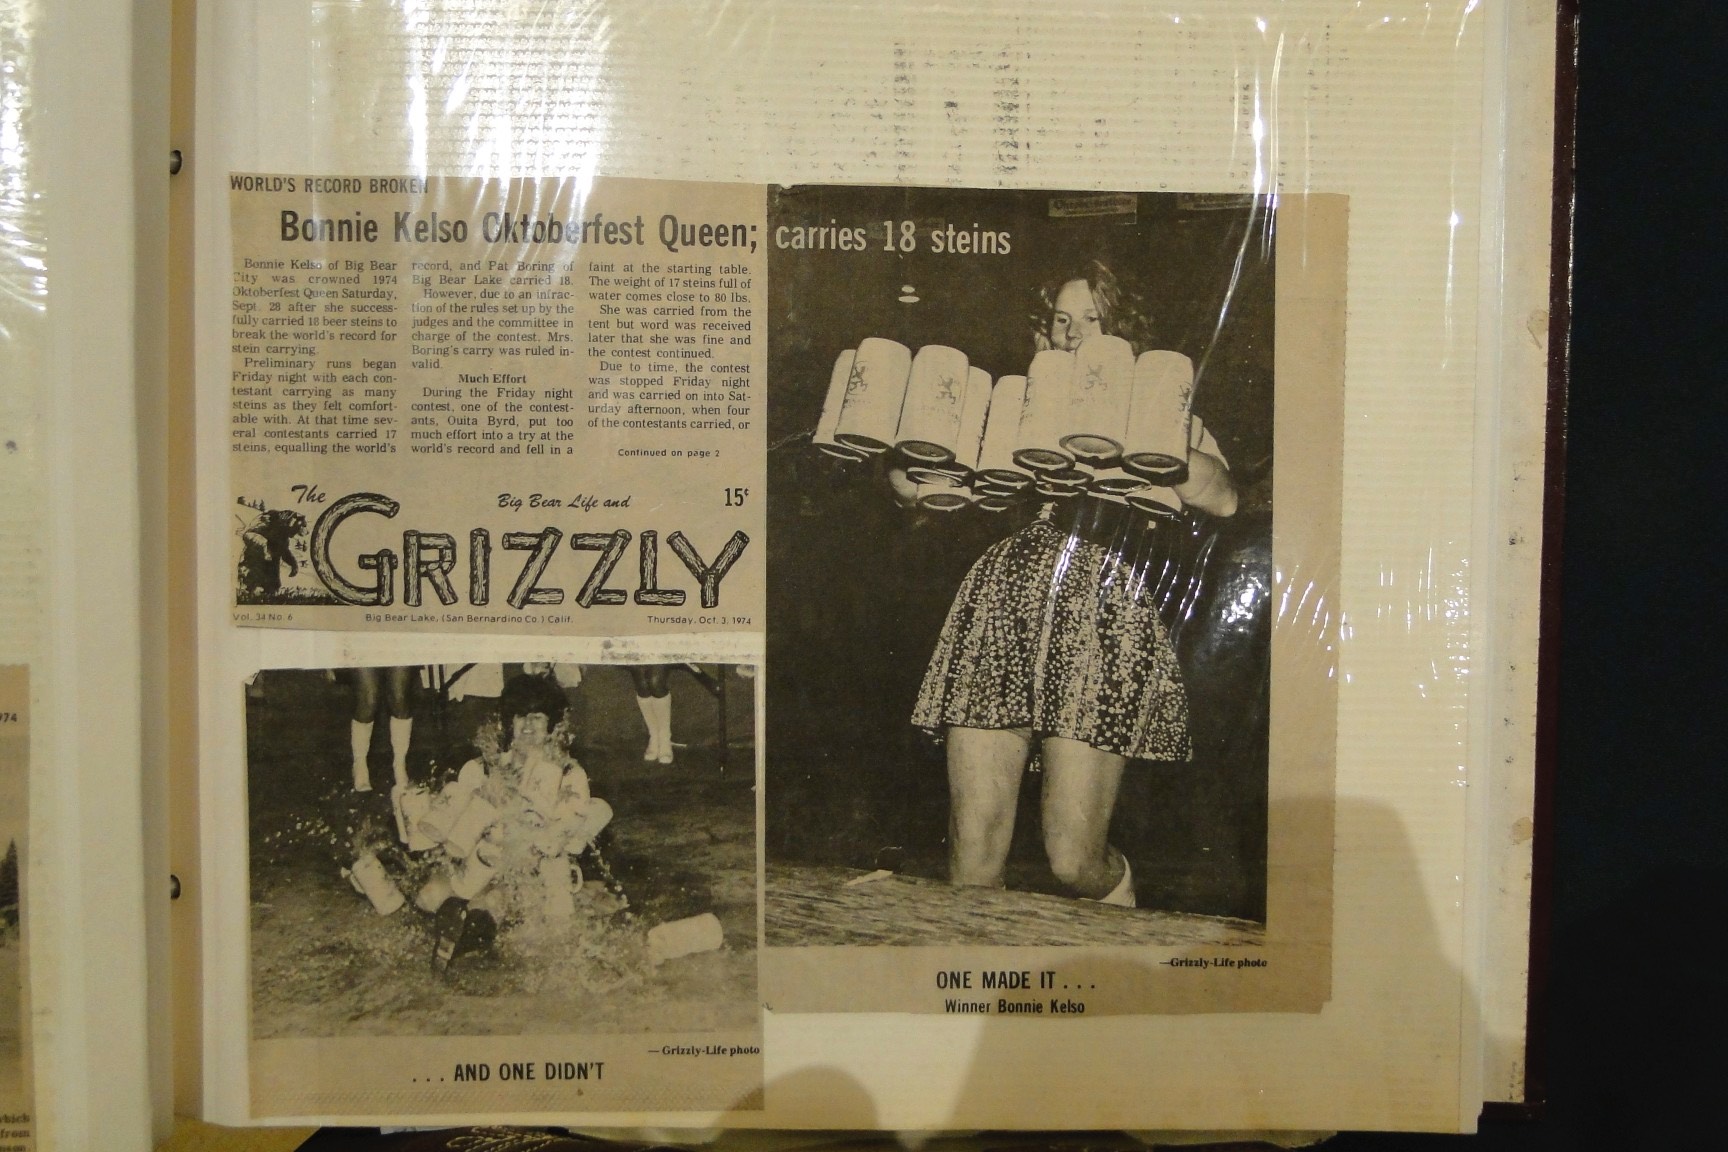 WORLD'S RECORD BROKEN
Bonnie Kelso Oktoberfest Queen; carries 18 steins
Bonnie Kelso of Big Bear
City was crowned 1974
Oktoberfest Queen Saturday,
Sept. 28 after she success-
fully carried 18 beer steins to
break the world's record for
stein carrying.
Preliminary runs began
Friday night with each con-
testant carrying as many
steins as they felt comfort-
able with. At that time sev-
eral contestants carried 17
steins, equalling the world's
record, and Pat Boring of
Big Bear Lake carried 18.
However, due to an infrac-
tion of the rules set up by the
judges and the committee in
charge of the contest. Mrs.
Boring's carry was ruled in-
valid.
Much Effort
During the Friday night
contest, one of the contest-
ants, Ouita Byrd, put too
much effort into a try at the
world's record and fell in a
faint at the starting table.
The weight of 17 steins full of
water comes close to 80 lbs.
She was carried from the
tent but word was received
later that she was fine and
the contest continued.
Due to time, the contest
was stopped Friday night
and was carried on into Sat-
urday afternoon, when four
of the contestants carried, or
Continued on page 2
The Big Bear Life and 15¢
GRIZZLY
Vol. 34 No. 6 Big Bear Lake, (San Bernardino Co.) Calif. Thursday, Oct. 3, 1974
—Grizzly-Life photo
ONE MADE IT . . .
Winner Bonnie Kelso
— Grizzly-Life photo
. . . AND ONE DIDN'T
974
which
from